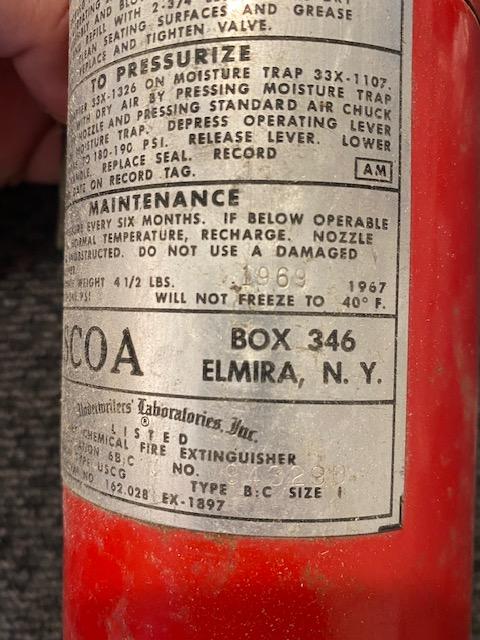 REFILL WITH 2-3/4
CLEAN SEATING SURFACES AND GREASE
REPLACE AND TIGHTEN VALVE.
TO PRESSURIZE
33X-1326 ON MOISTURE TRAP 33X-1107.
WITH DRY AIR BY PRESSING MOISTURE TRAP
NOZZLE AND PRESSING STANDARD AIR CHUCK
MOISTURE TRAP. DEPRESS OPERATING LEVER
TO 180-190 PSI. RELEASE LEVER. LOWER
REPLACE SEAL. RECORD
DATE ON RECORD TAG.
AM
MAINTENANCE
EVERY SIX MONTHS. IF BELOW OPERABLE
NORMAL TEMPERATURE, RECHARGE. NOZZLE
DO NOT USE A DAMAGED
WEIGHT 4 1/2 LBS. 1969 1967
PSI WILL NOT FREEZE TO 40° F.
SCOA
BOX 346
ELMIRA, N. Y.
Underwriters' Laboratories, Inc.
®
LISTED
CHEMICAL FIRE EXTINGUISHER
6B:C NO.
USCG TYPE B:C SIZE I
NO 162.028 EX-1897